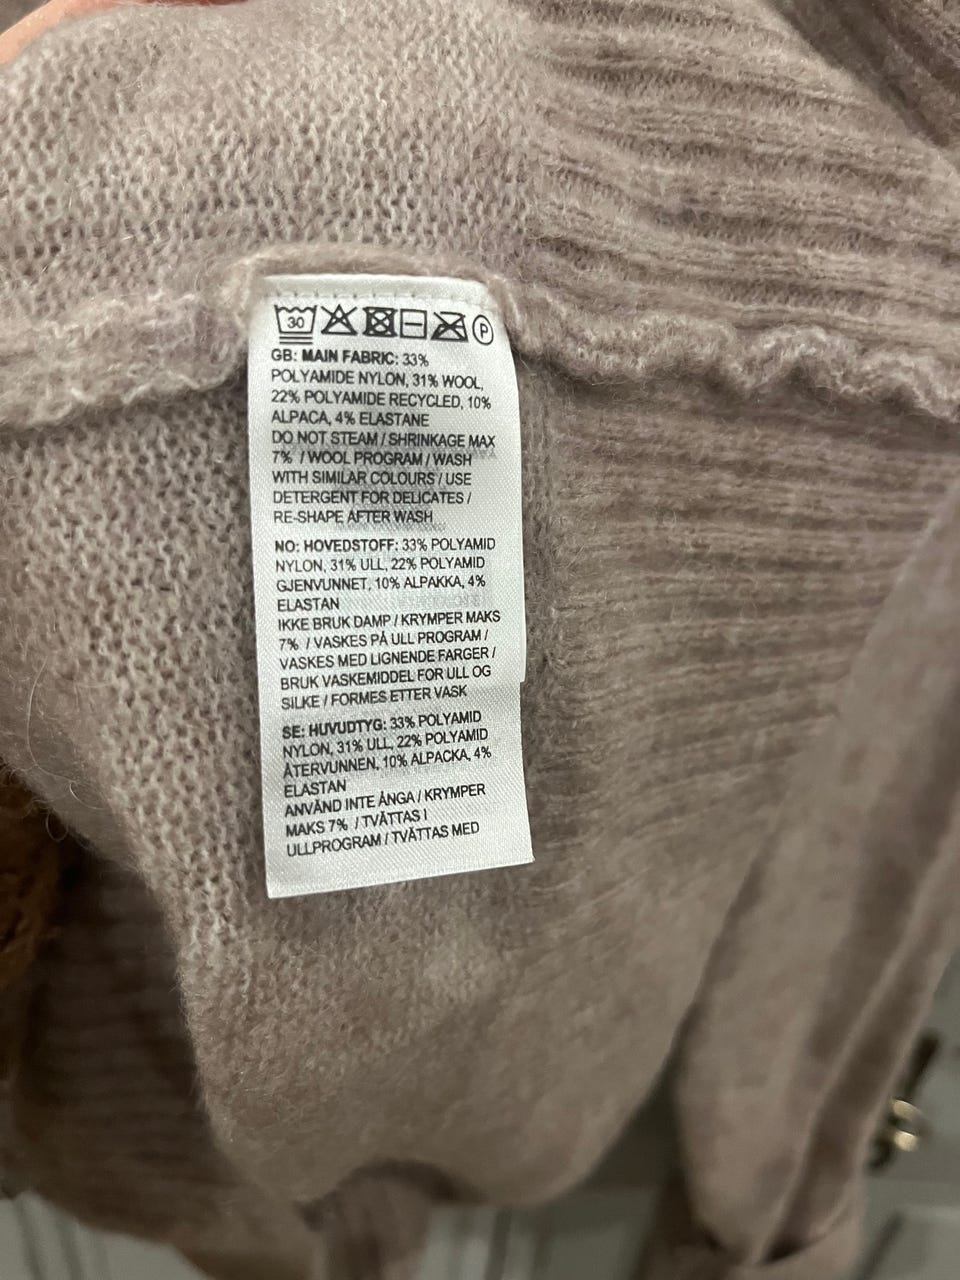 30 P
GB: MAIN FABRIC: 33%
POLYAMIDE NYLON, 31% WOOL,
22% POLYAMIDE RECYCLED, 10%
ALPACA, 4% ELASTANE
DO NOT STEAM / SHRINKAGE MAX
7% / WOOL PROGRAM / WASH
WITH SIMILAR COLOURS / USE
DETERGENT FOR DELICATES /
RE-SHAPE AFTER WASH
NO: HOVEDSTOFF: 33% POLYAMID
NYLON, 31% ULL, 22% POLYAMID
GJENVUNNET, 10% ALPAKKA, 4%
ELASTAN
IKKE BRUK DAMP / KRYMPER MAKS
7% / VASKES PÅ ULL PROGRAM /
VASKES MED LIGNENDE FARGER /
BRUK VASKEMIDDEL FOR ULL OG
SILKE / FORMES ETTER VASK
SE: HUVUDTYG: 33% POLYAMID
NYLON, 31% ULL, 22% POLYAMID
ÅTERVUNNEN, 10% ALPACKA, 4%
ELASTAN
ANVÄND INTE ÅNGA / KRYMPER
MAKS 7% / TVÄTTAS I
ULLPROGRAM / TVÄTTAS MED